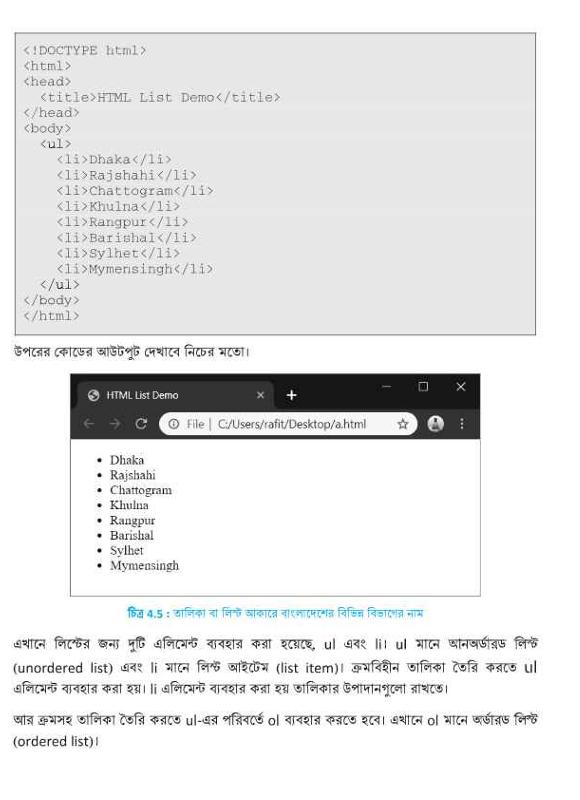 <!DOCTYPE html>
<html>
<head>
<title>HTML List Demo</title>
</head>
<body>
<ul>
<li>Dhaka</li>
<li>Rajshahi</li>
<li>Chattogram</li>
<li>Khulna</li>
<li>Rangpur</li>
<li>Barishal</li>
<li>Sylhet</li>
<li>Mymensingh</li>
</ul>
</body>
</html>
উপরের কোডের আউটপুট দেখাবে নিচের মতো।
HTML List Demo
File | C:/Users/rafit/Desktop/a.html
Dhaka
Rajshahi
Chattogram
Khulna
Rangpur
Barishal
Sylhet
Mymensingh
চিত্র 4.5 : তালিকা বা লিস্ট আকারে বাংলাদেশের বিভিন্ন বিভাগের নাম
এখানে লিস্টের জন্য দুটি এলিমেন্ট ব্যবহার করা হয়েছে, ul এবং li। ul মানে আনঅর্ডারড লিস্ট
(unordered list) এবং li মানে লিস্ট আইটেম (list item)। ক্রমবিহীন তালিকা তৈরি করতে ul
এলিমেন্ট ব্যবহার করা হয়। li এলিমেন্ট ব্যবহার করা হয় তালিকার উপাদানগুলো রাখতে।
আর ক্রমসহ তালিকা তৈরি করতে ul-এর পরিবর্তে ol ব্যবহার করতে হবে। এখানে ol মানে অর্ডারড লিস্ট
(ordered list)।